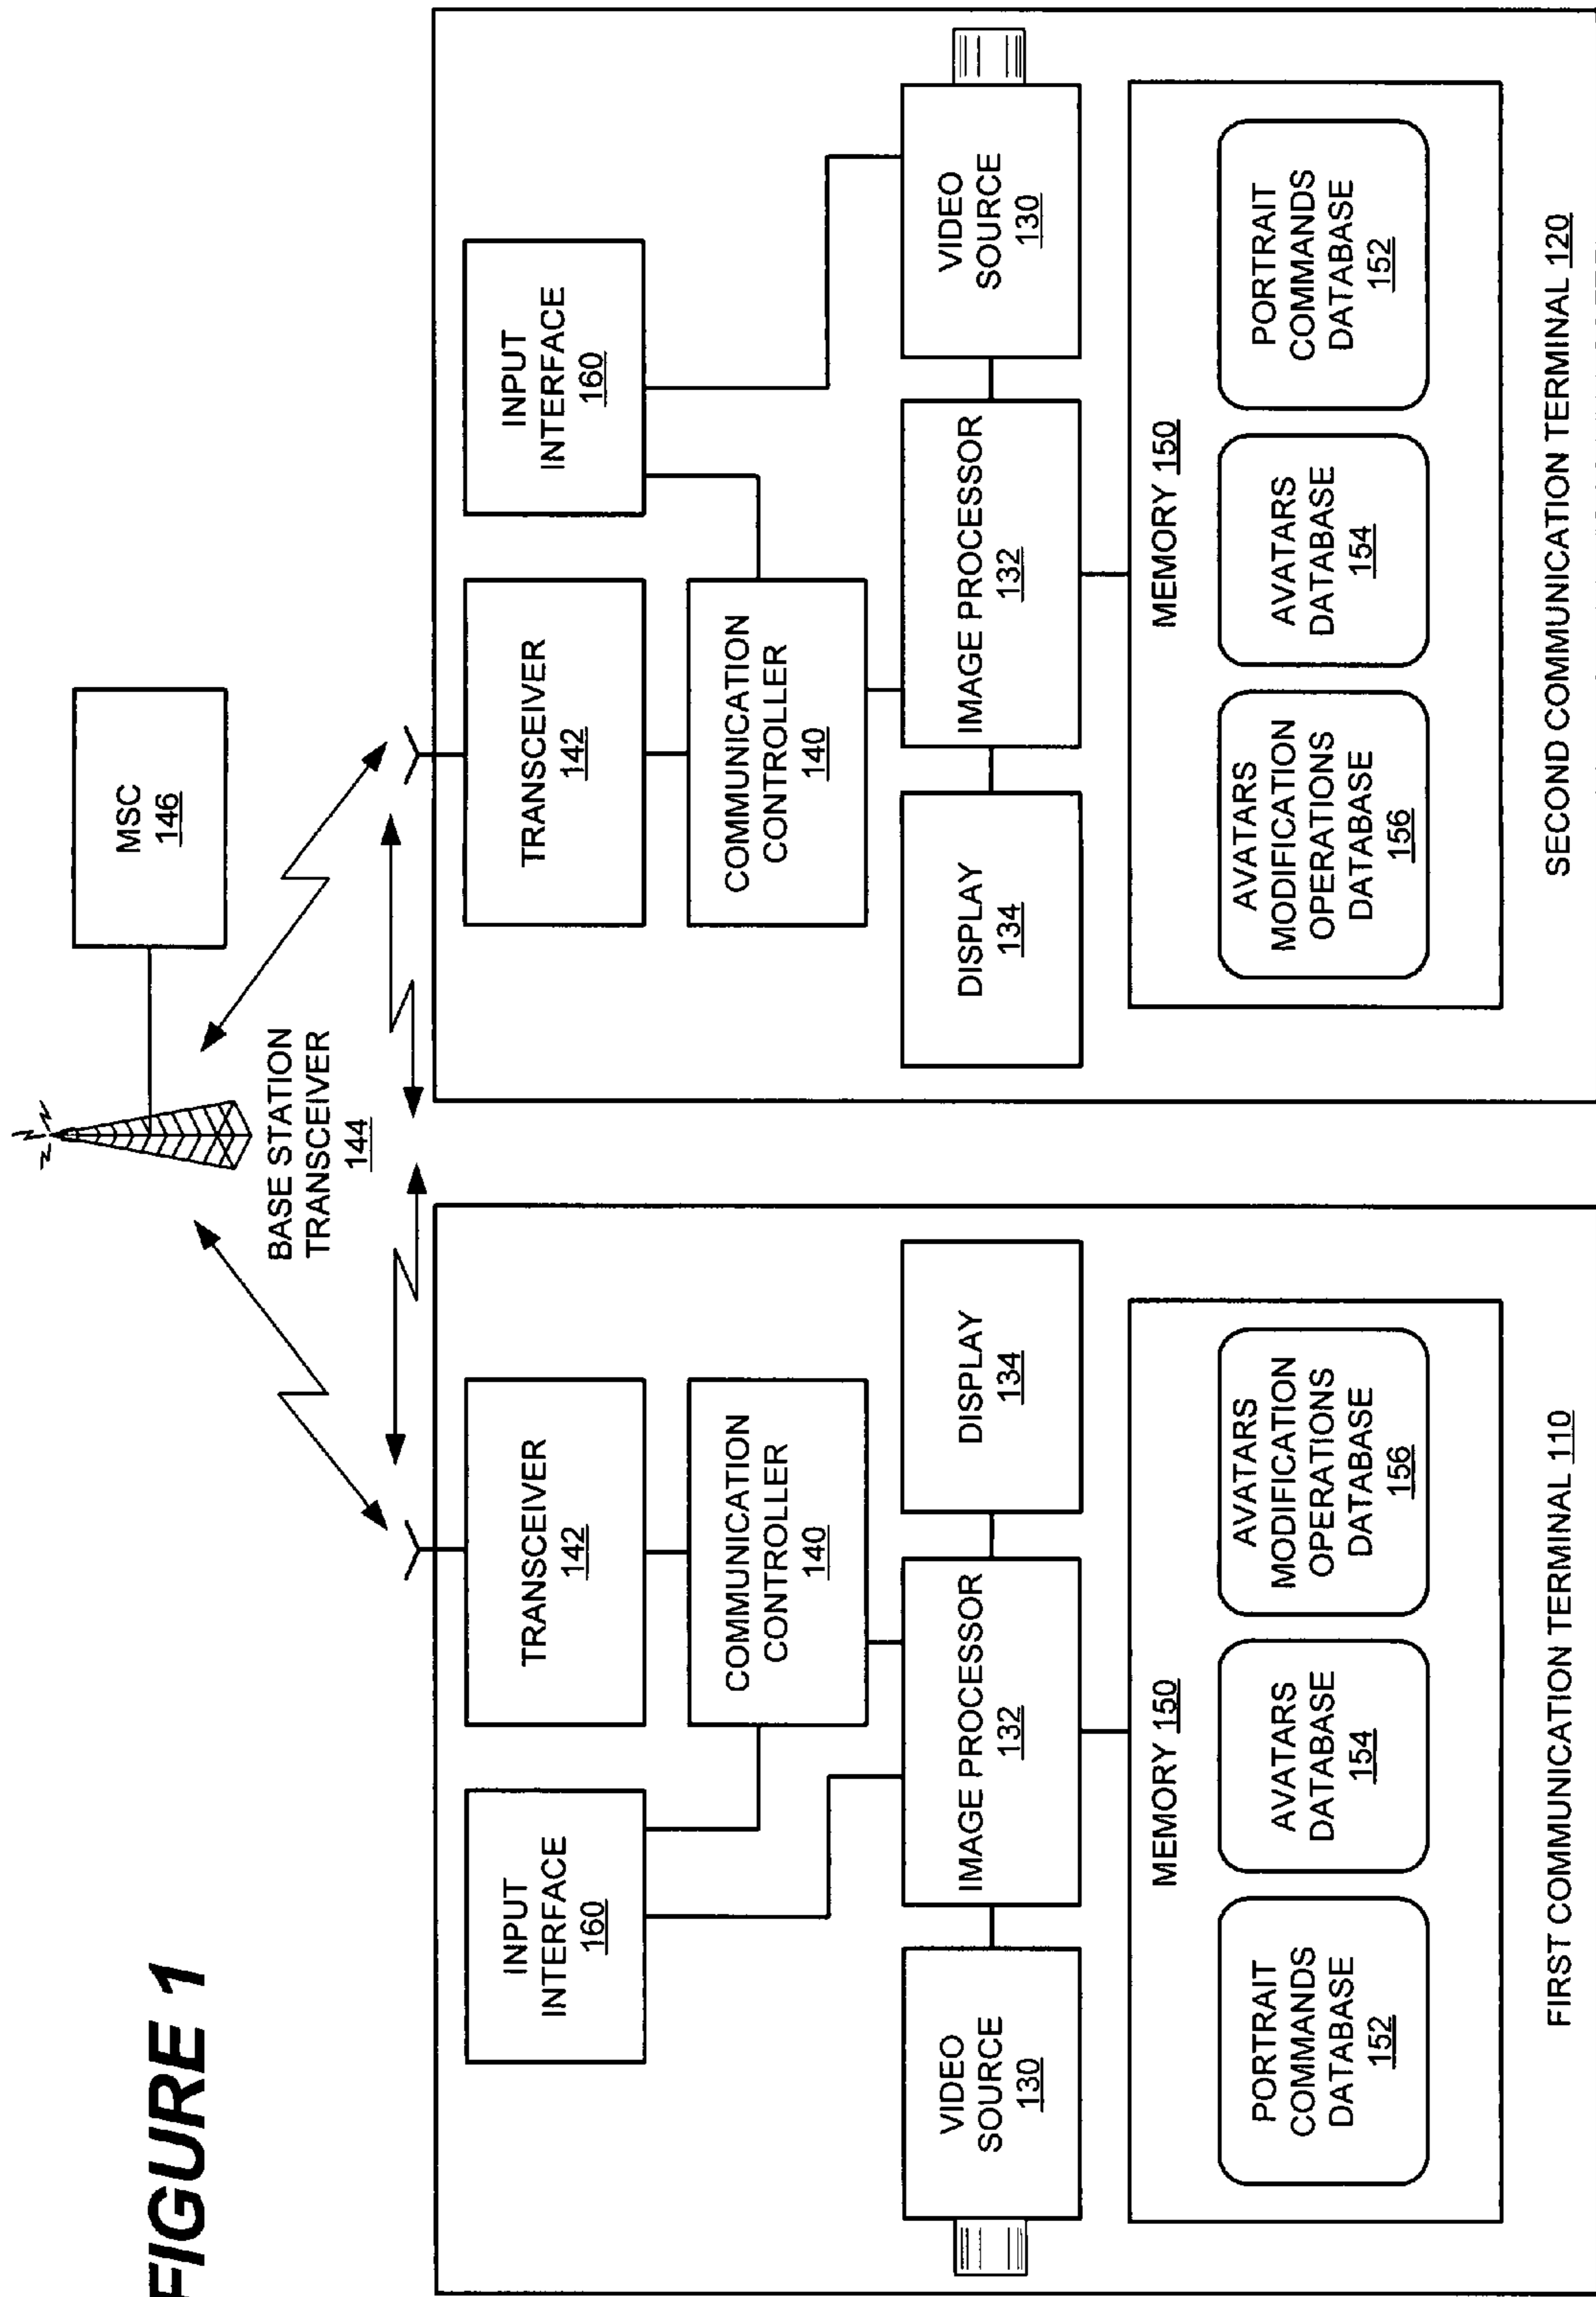 FIGURE 1
MSC
146
BASE STATION
TRANSCEIVER
144
INPUT
INTERFACE
160
TRANSCEIVER
142
COMMUNICATION
CONTROLLER
140
VIDEO
SOURCE
130
IMAGE PROCESSOR
132
DISPLAY
134
MEMORY 150
PORTRAIT
COMMANDS
DATABASE
152
AVATARS
DATABASE
154
AVATARS
MODIFICATION
OPERATIONS
DATABASE
156
FIRST COMMUNICATION TERMINAL 110
TRANSCEIVER
142
INPUT
INTERFACE
160
COMMUNICATION
CONTROLLER
140
DISPLAY
134
IMAGE PROCESSOR
132
VIDEO
SOURCE
130
MEMORY 150
AVATARS
MODIFICATION
OPERATIONS
DATABASE
156
AVATARS
DATABASE
154
PORTRAIT
COMMANDS
DATABASE
152
SECOND COMMUNICATION TERMINAL 120